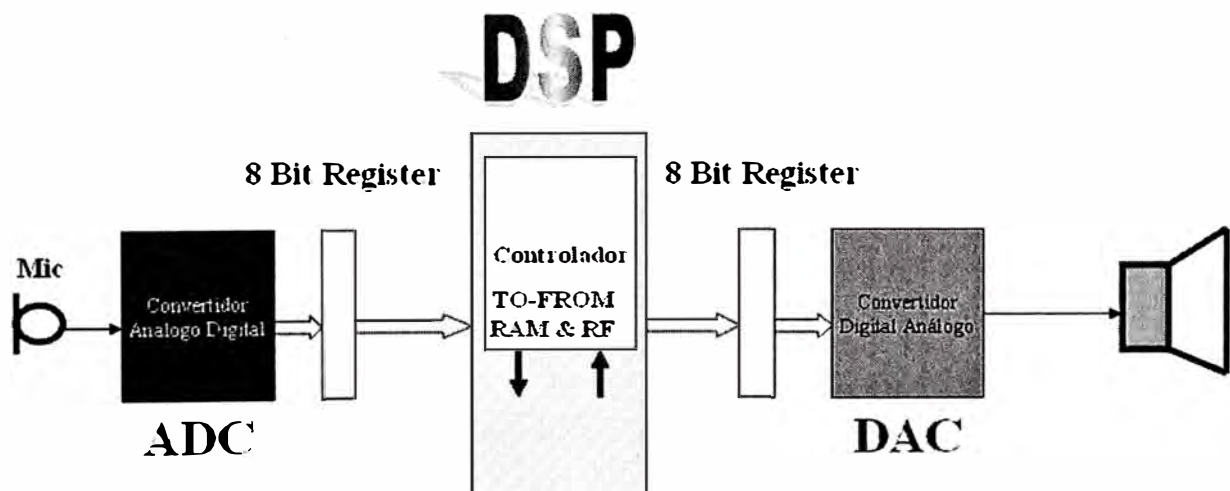 DSP
8 Bit Register
8 Bit Register
Mic
Convertidor
Analogo Digital
Controlador
TO-FROM
RAM & RF
Convertidor
Digital Análogo
ADC
DAC